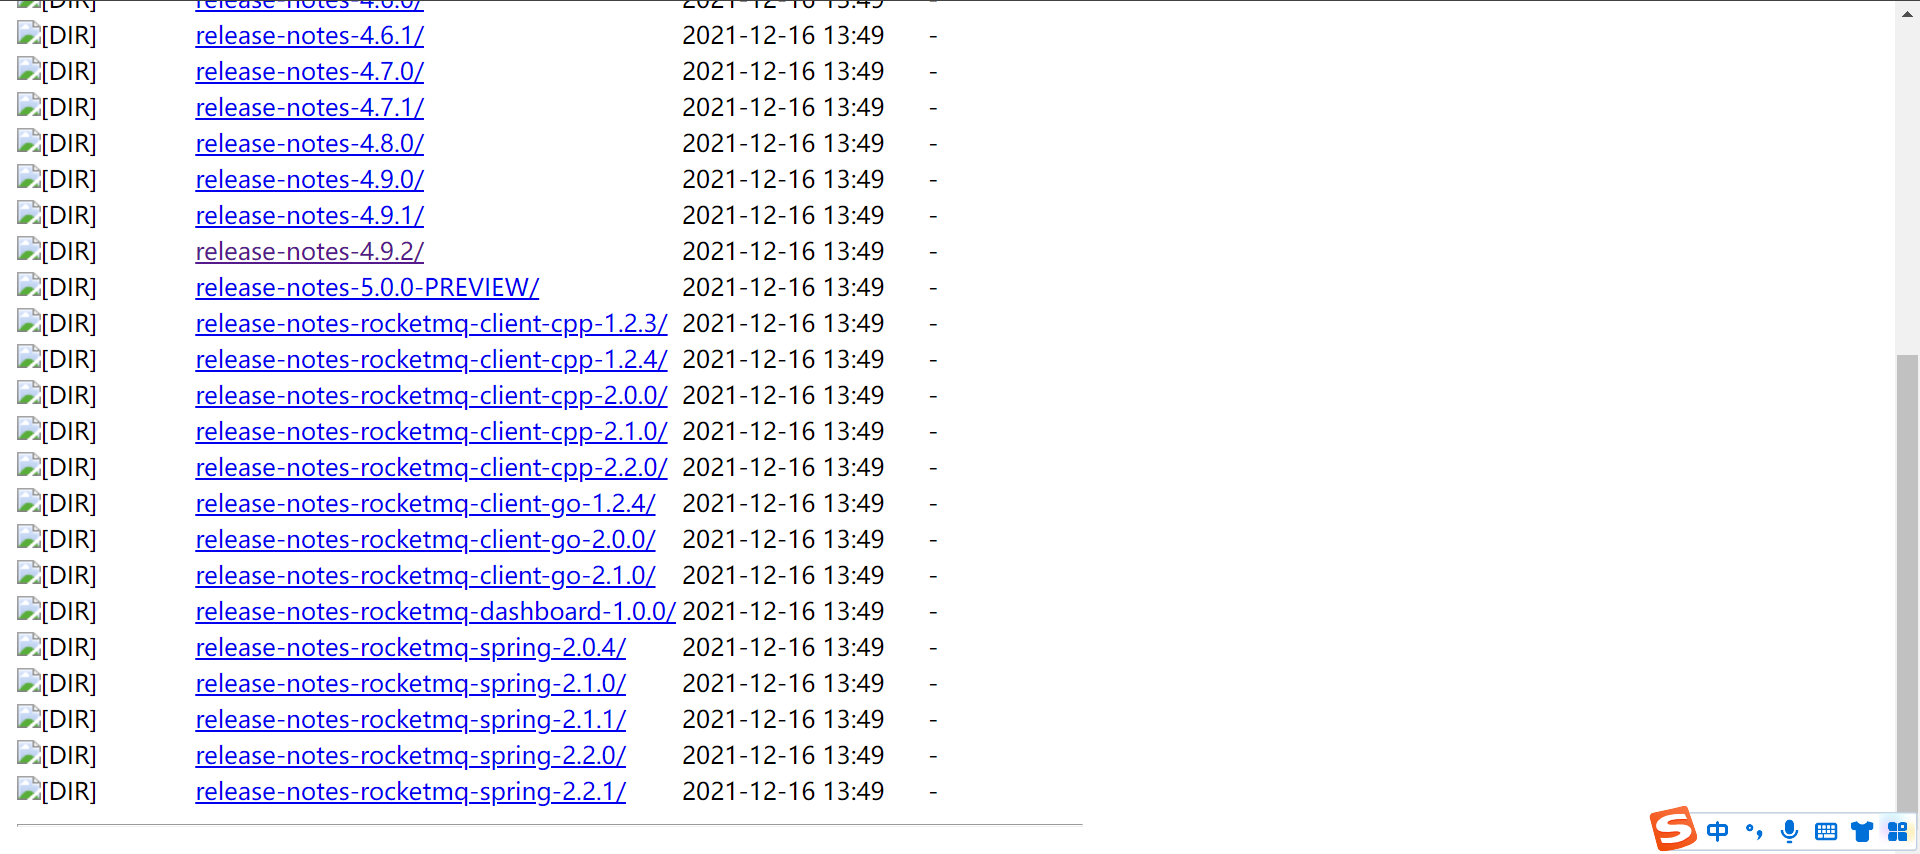 [DIR] release-notes-4.6.0/ 2021-12-16 13:49 -
[DIR] release-notes-4.6.1/ 2021-12-16 13:49 -
[DIR] release-notes-4.7.0/ 2021-12-16 13:49 -
[DIR] release-notes-4.7.1/ 2021-12-16 13:49 -
[DIR] release-notes-4.8.0/ 2021-12-16 13:49 -
[DIR] release-notes-4.9.0/ 2021-12-16 13:49 -
[DIR] release-notes-4.9.1/ 2021-12-16 13:49 -
[DIR] release-notes-4.9.2/ 2021-12-16 13:49 -
[DIR] release-notes-5.0.0-PREVIEW/ 2021-12-16 13:49 -
[DIR] release-notes-rocketmq-client-cpp-1.2.3/ 2021-12-16 13:49 -
[DIR] release-notes-rocketmq-client-cpp-1.2.4/ 2021-12-16 13:49 -
[DIR] release-notes-rocketmq-client-cpp-2.0.0/ 2021-12-16 13:49 -
[DIR] release-notes-rocketmq-client-cpp-2.1.0/ 2021-12-16 13:49 -
[DIR] release-notes-rocketmq-client-cpp-2.2.0/ 2021-12-16 13:49 -
[DIR] release-notes-rocketmq-client-go-1.2.4/ 2021-12-16 13:49 -
[DIR] release-notes-rocketmq-client-go-2.0.0/ 2021-12-16 13:49 -
[DIR] release-notes-rocketmq-client-go-2.1.0/ 2021-12-16 13:49 -
[DIR] release-notes-rocketmq-dashboard-1.0.0/ 2021-12-16 13:49 -
[DIR] release-notes-rocketmq-spring-2.0.4/ 2021-12-16 13:49 -
[DIR] release-notes-rocketmq-spring-2.1.0/ 2021-12-16 13:49 -
[DIR] release-notes-rocketmq-spring-2.1.1/ 2021-12-16 13:49 -
[DIR] release-notes-rocketmq-spring-2.2.0/ 2021-12-16 13:49 -
[DIR] release-notes-rocketmq-spring-2.2.1/ 2021-12-16 13:49 -
S 中